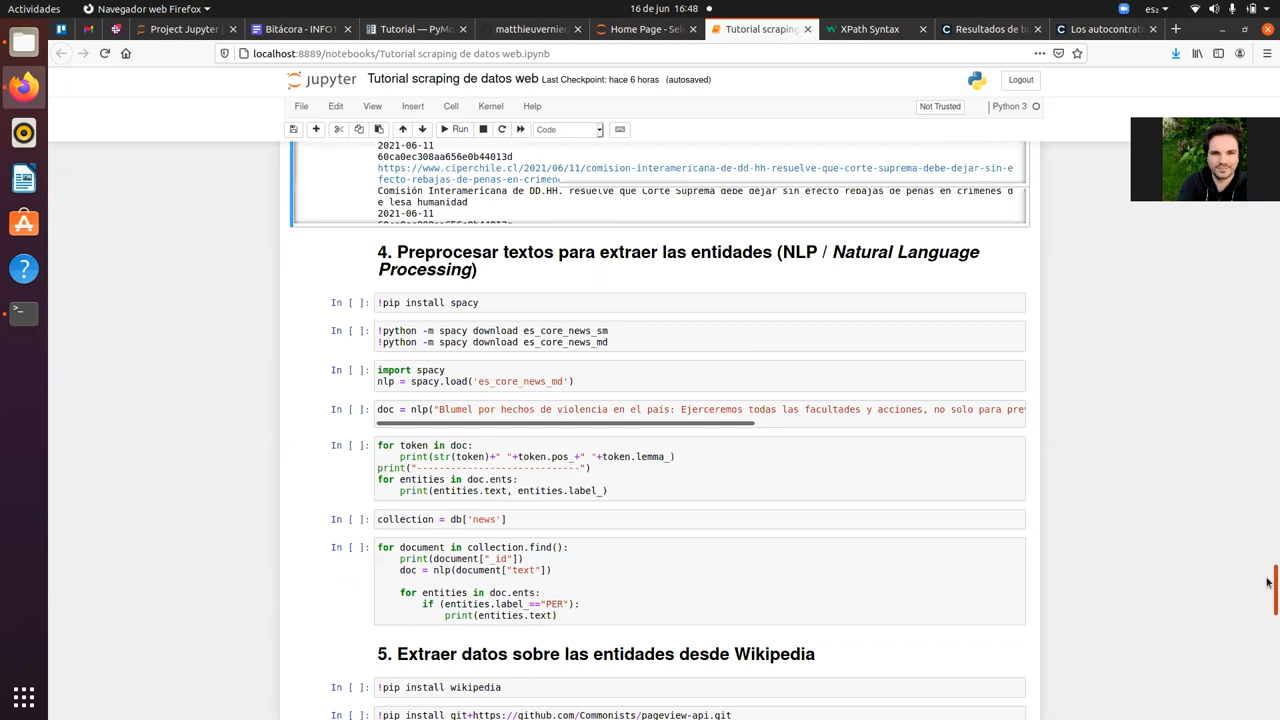 Actividades
Navegador web Firefox
16 de jun 16:48
es₂
Project Jupyter
Bitácora - INFO1
Tutorial — PyMo
matthieuvernier
Home Page - Sele
Tutorial scraping
XPath Syntax
Resultados de b
Los autócratas
localhost:8889/notebooks/Tutorial scraping de datos web.ipynb
jupyter Tutorial scraping de datos web Last Checkpoint: hace 6 horas (autosaved)
Logout
File Edit View Insert Cell Kernel Help
Not Trusted
Python 3
Run
Code
2021-06-11
60ca0ec308aa656e0b44013d
https://www.ciperchile.cl/2021/06/11/comision-interamericana-de-dd-hh-resuelve-que-corte-suprema-debe-dejar-sin-e
fecto-rebajas-de-penas-en-crimen
Comisión Interamericana de DD.HH. resuelve que Corte Suprema debe dejar sin efecto rebajas de penas en crímenes d
e lesa humanidad
2021-06-11
4. Preprocesar textos para extraer las entidades (NLP / Natural Language
Processing)
In [ ]: !pip install spacy
In [ ]: !python -m spacy download es_core_news_sm
!python -m spacy download es_core_news_md
In [ ]: import spacy
nlp = spacy.load('es_core_news_md')
In [ ]: doc = nlp("Blumel por hechos de violencia en el país: Ejerceremos todas las facultades y acciones, no solo para pre
In [ ]: for token in doc:
print(str(token)+" "+token.pos_+" "+token.lemma_)
print("------------------------------")
for entities in doc.ents:
print(entities.text, entities.label_)
In [ ]: collection = db['news']
In [ ]: for document in collection.find():
print(document["_id"])
doc = nlp(document["text"])
for entities in doc.ents:
if (entities.label_=="PER"):
print(entities.text)
5. Extraer datos sobre las entidades desde Wikipedia
In [ ]: !pip install wikipedia
In [ ]: !pip install git+https://github.com/Commonists/pageview-api.git